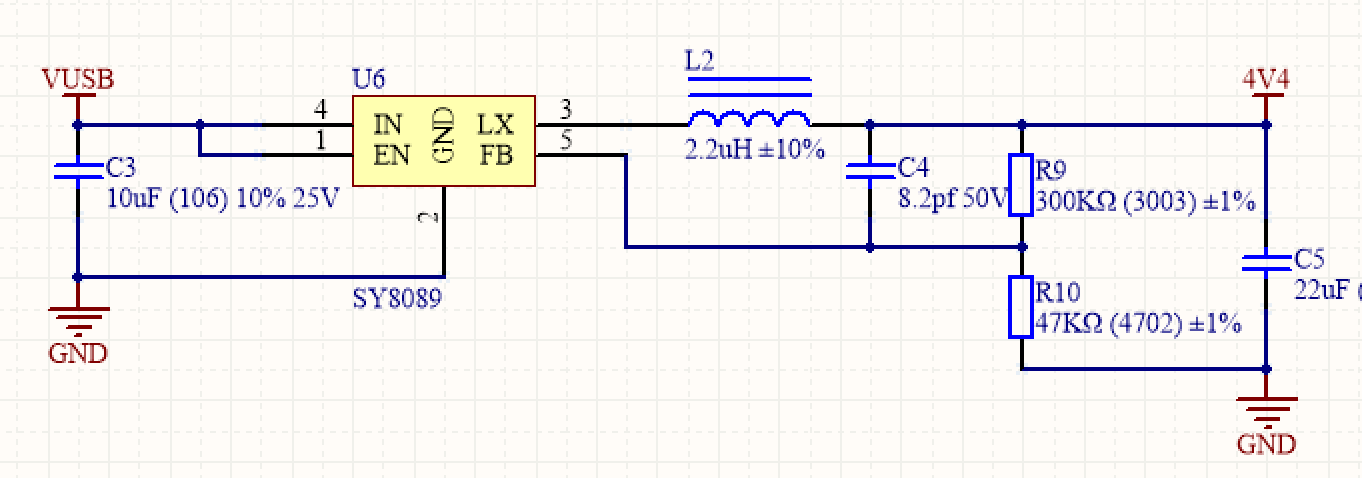 VUSB
C3
10uF (106) 10% 25V
GND
U6
4
1
IN
EN
GND
LX
FB
3
5
2
SY8089
L2
2.2uH ±10%
C4
8.2pf 50V
R9
300KΩ (3003) ±1%
R10
47KΩ (4702) ±1%
4V4
C5
22uF (
GND